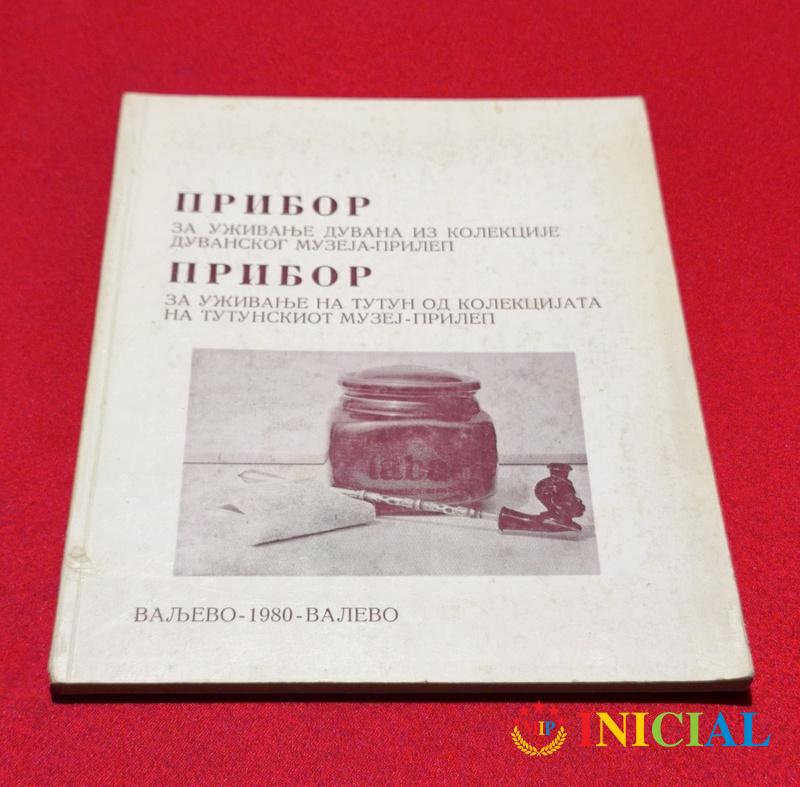 ПРИБОР
ЗА УЖИВАЊЕ ДУВАНА ИЗ КОЛЕКЦИЈЕ
ДУВАНСКОГ МУЗЕЈА-ПРИЛЕП
ПРИБОР
ЗА УЖИВАЊЕ НА ТУТУН ОД КОЛЕКЦИЈАТА
НА ТУТУНСКИОТ МУЗЕЈ-ПРИЛЕП
ВАЉЕВО-1980-ВАЛЕВО
IP INICIAL